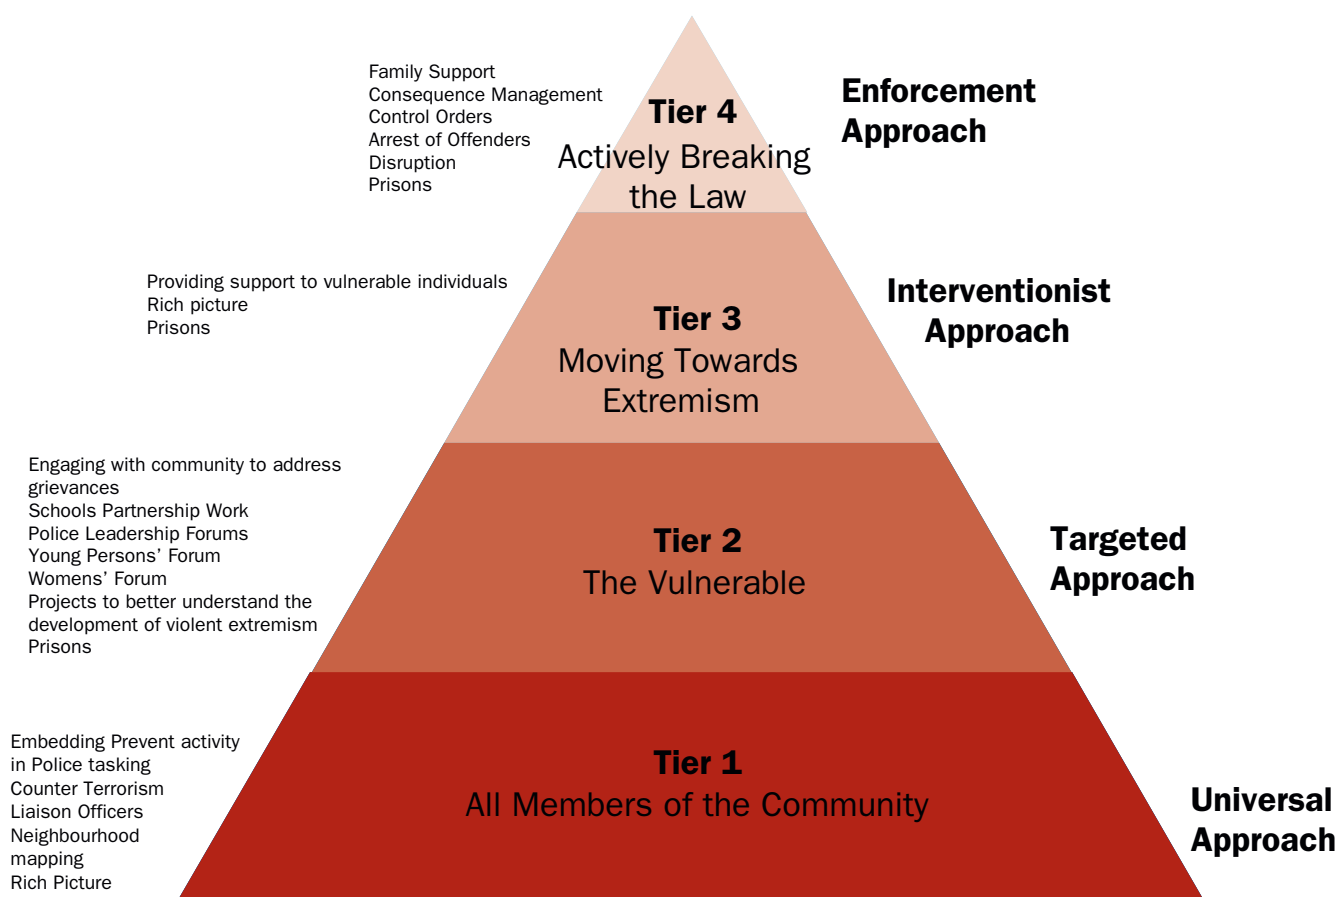 Family Support
Consequence Management
Control Orders
Arrest of Offenders
Disruption
Prisons
Tier 4
Actively Breaking
the Law
Enforcement
Approach
Providing support to vulnerable individuals
Rich picture
Prisons
Tier 3
Moving Towards
Extremism
Interventionist
Approach
Engaging with community to address
grievances
Schools Partnership Work
Police Leadership Forums
Young Persons’ Forum
Womens’ Forum
Projects to better understand the
development of violent extremism
Prisons
Tier 2
The Vulnerable
Targeted
Approach
Embedding Prevent activity
in Police tasking
Counter Terrorism
Liaison Officers
Neighbourhood
mapping
Rich Picture
Tier 1
All Members of the Community
Universal
Approach